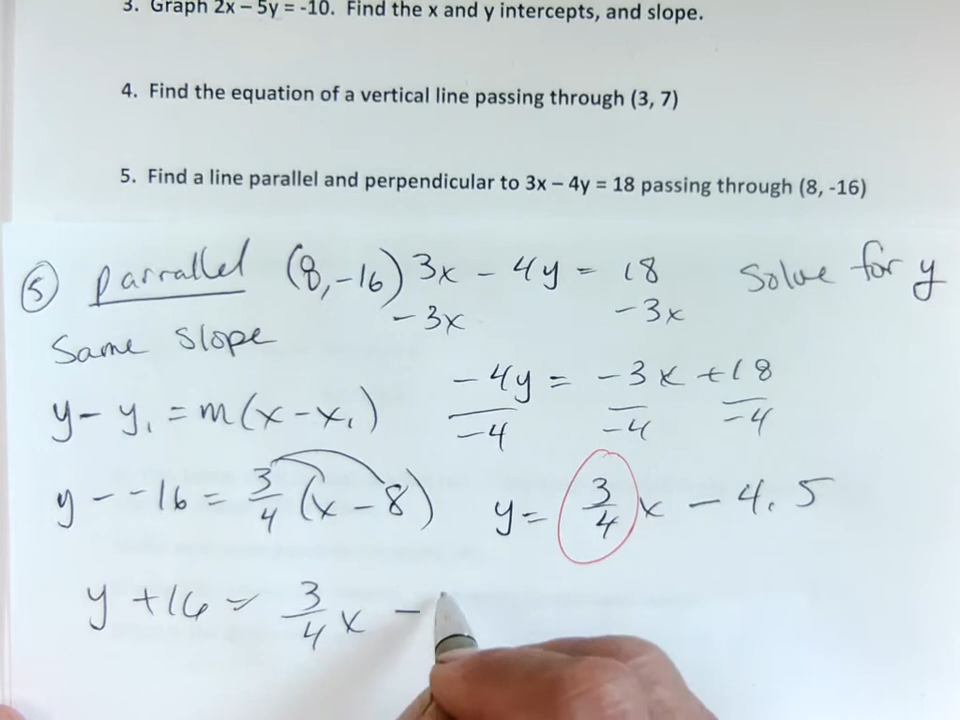 3. Graph 2x – 5y = -10. Find the x and y intercepts, and slope.
4. Find the equation of a vertical line passing through (3, 7)
5. Find a line parallel and perpendicular to 3x – 4y = 18 passing through (8, -16)
⑤ parrallel (8,-16) 3x - 4y = 18 Solve for y
-3x -3x
Same slope
-4y = -3x +18
-4 -4 -4
y - y₁ = m(x - x₁)
y - -16 = 3/4 (x - 8)
y = 3/4 x - 4.5
y + 16 = 3/4 x -